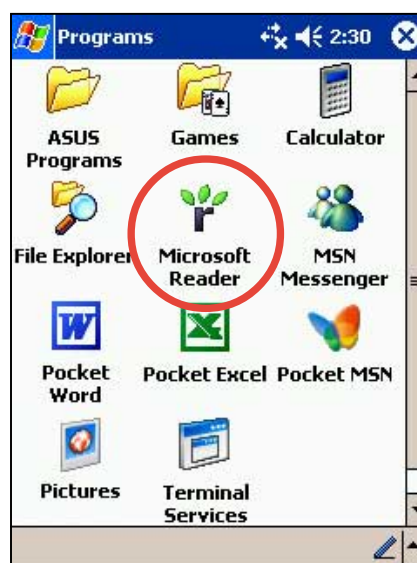 Programs 2:30
ASUS Programs Games Calculator
File Explorer Microsoft Reader MSN Messenger
Pocket Word Pocket Excel Pocket MSN
Pictures Terminal Services